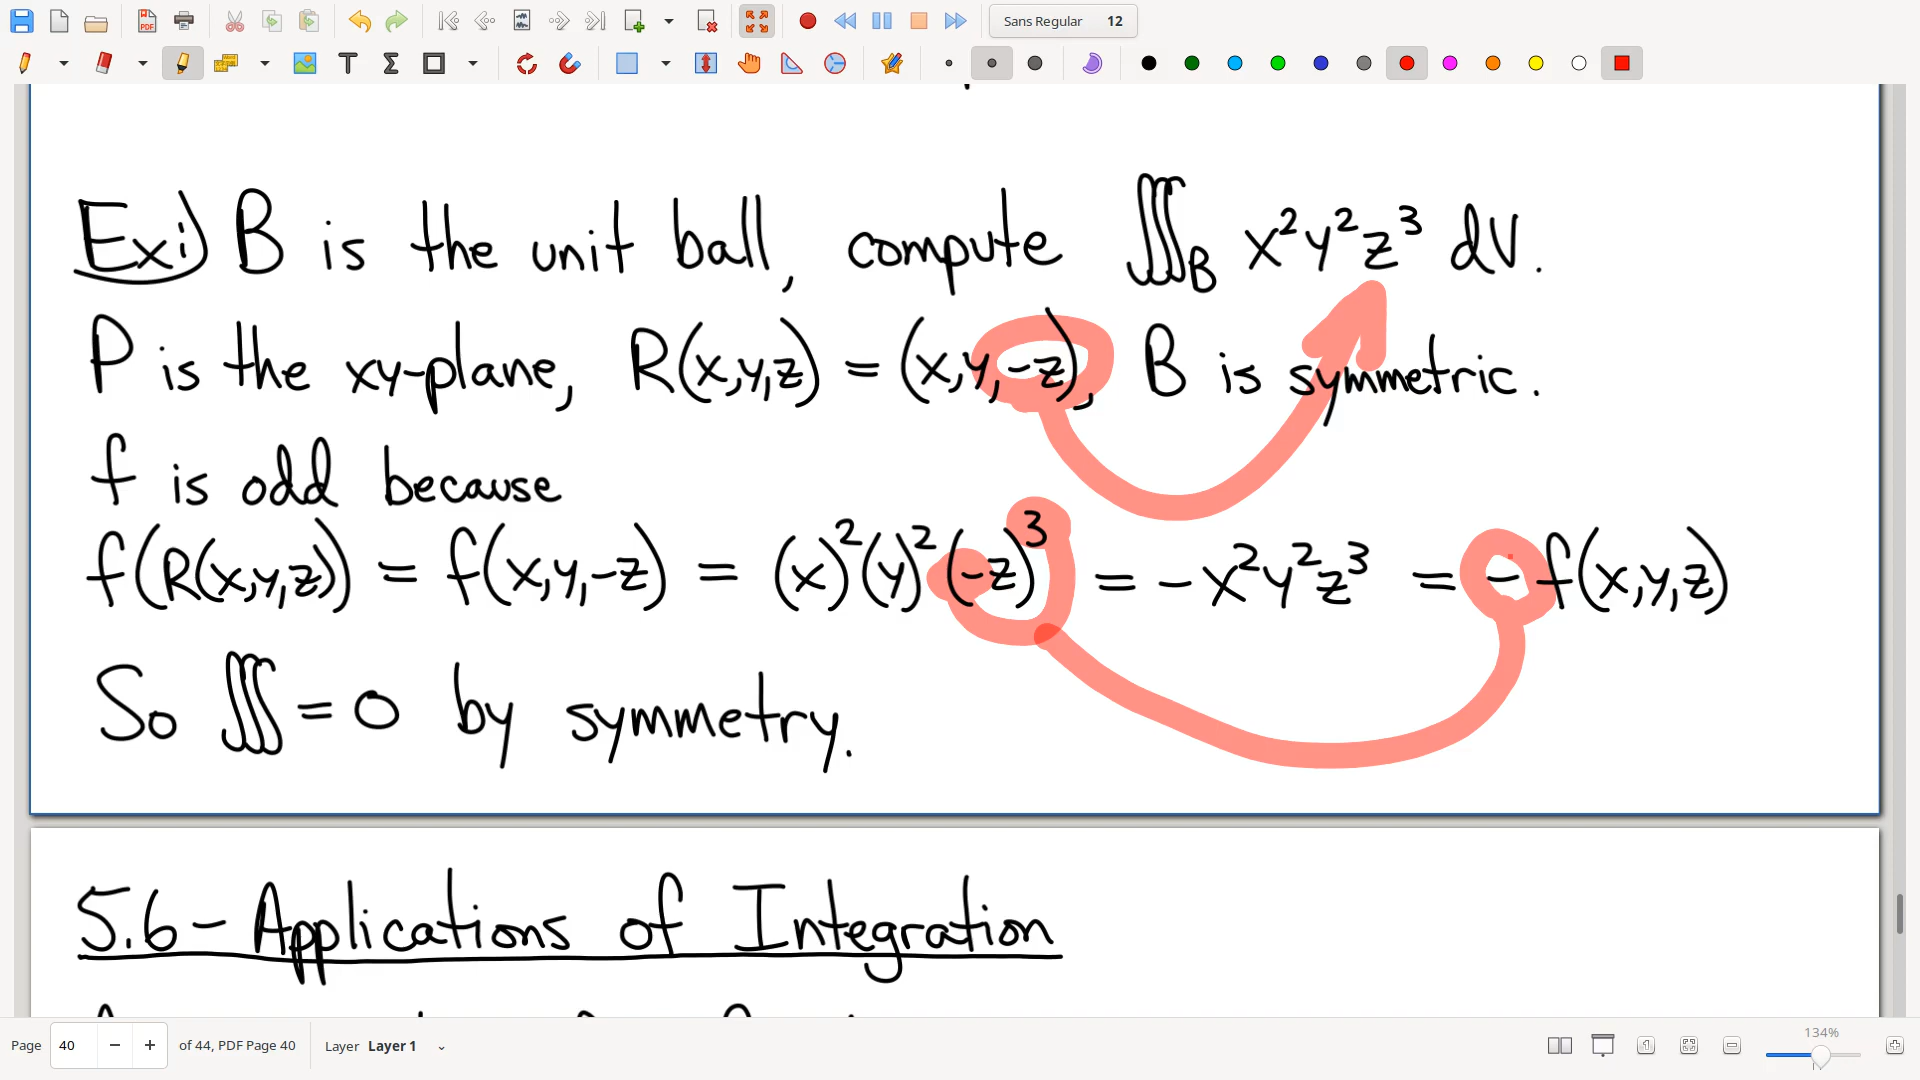 Sans Regular 12
Ex:) B is the unit ball, compute ∭_B x²y²z³ dV.
P is the xy-plane, R(x,y,z) = (x,y,-z), B is symmetric.
f is odd because
f(R(x,y,z)) = f(x,y,-z) = (x)²(y)²(-z)³ = -x²y²z³ = -f(x,y,z)
So ∭ = 0 by symmetry.
5.6 - Applications of Integration
Page 40 of 44, PDF Page 40 Layer Layer 1 134%